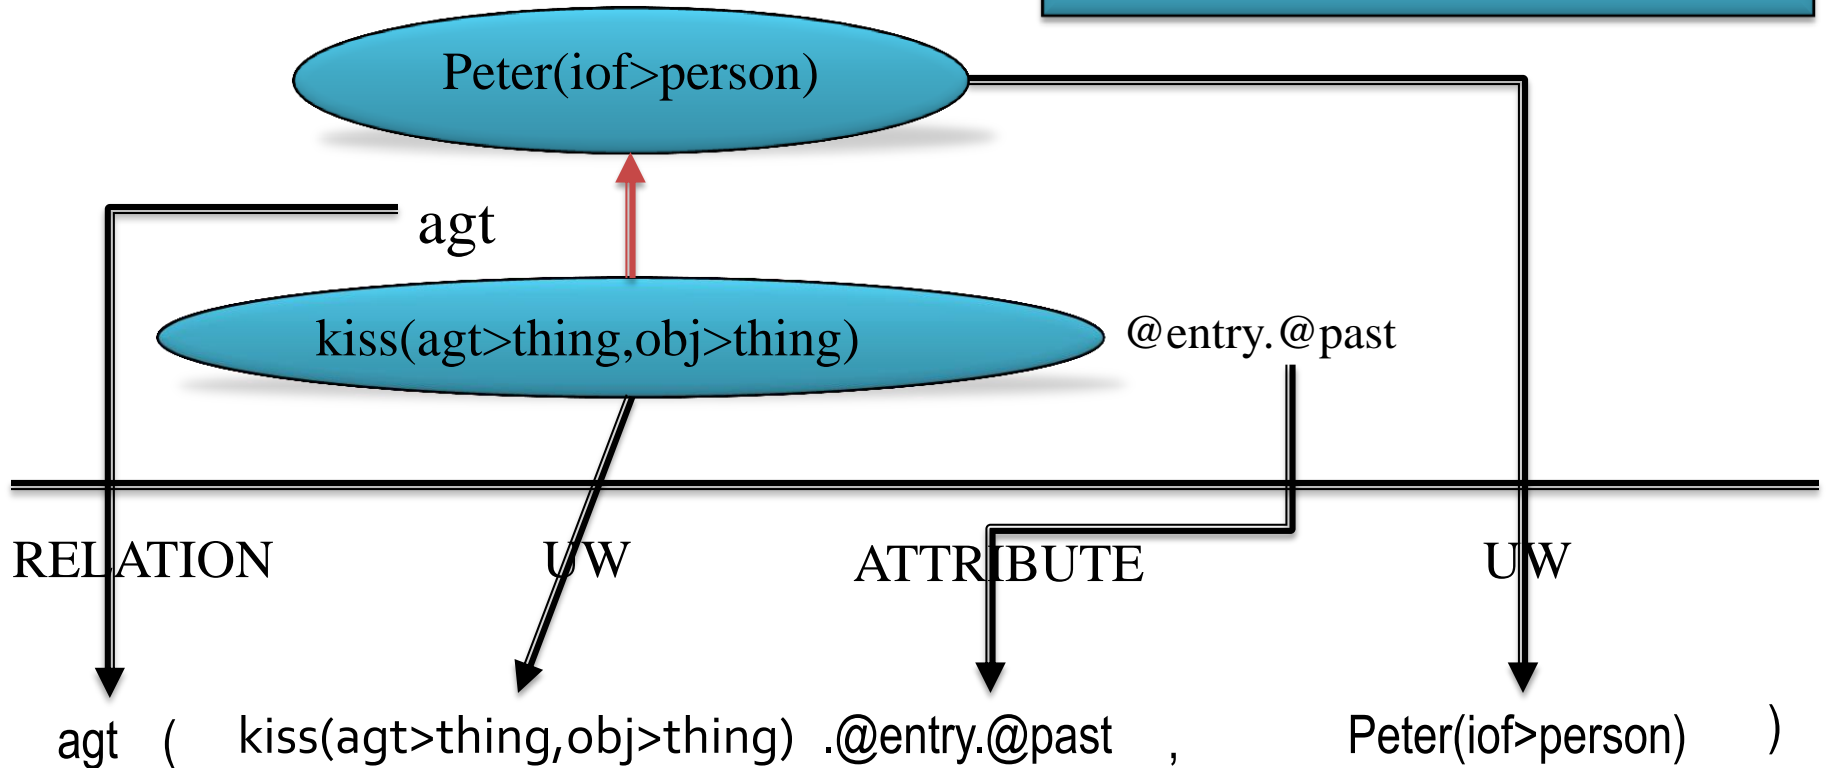 Peter(iof>person)
agt
kiss(agt>thing,obj>thing) @entry.@past
RELATION UW ATTRIBUTE UW
agt ( kiss(agt>thing,obj>thing) .@entry.@past , Peter(iof>person) )